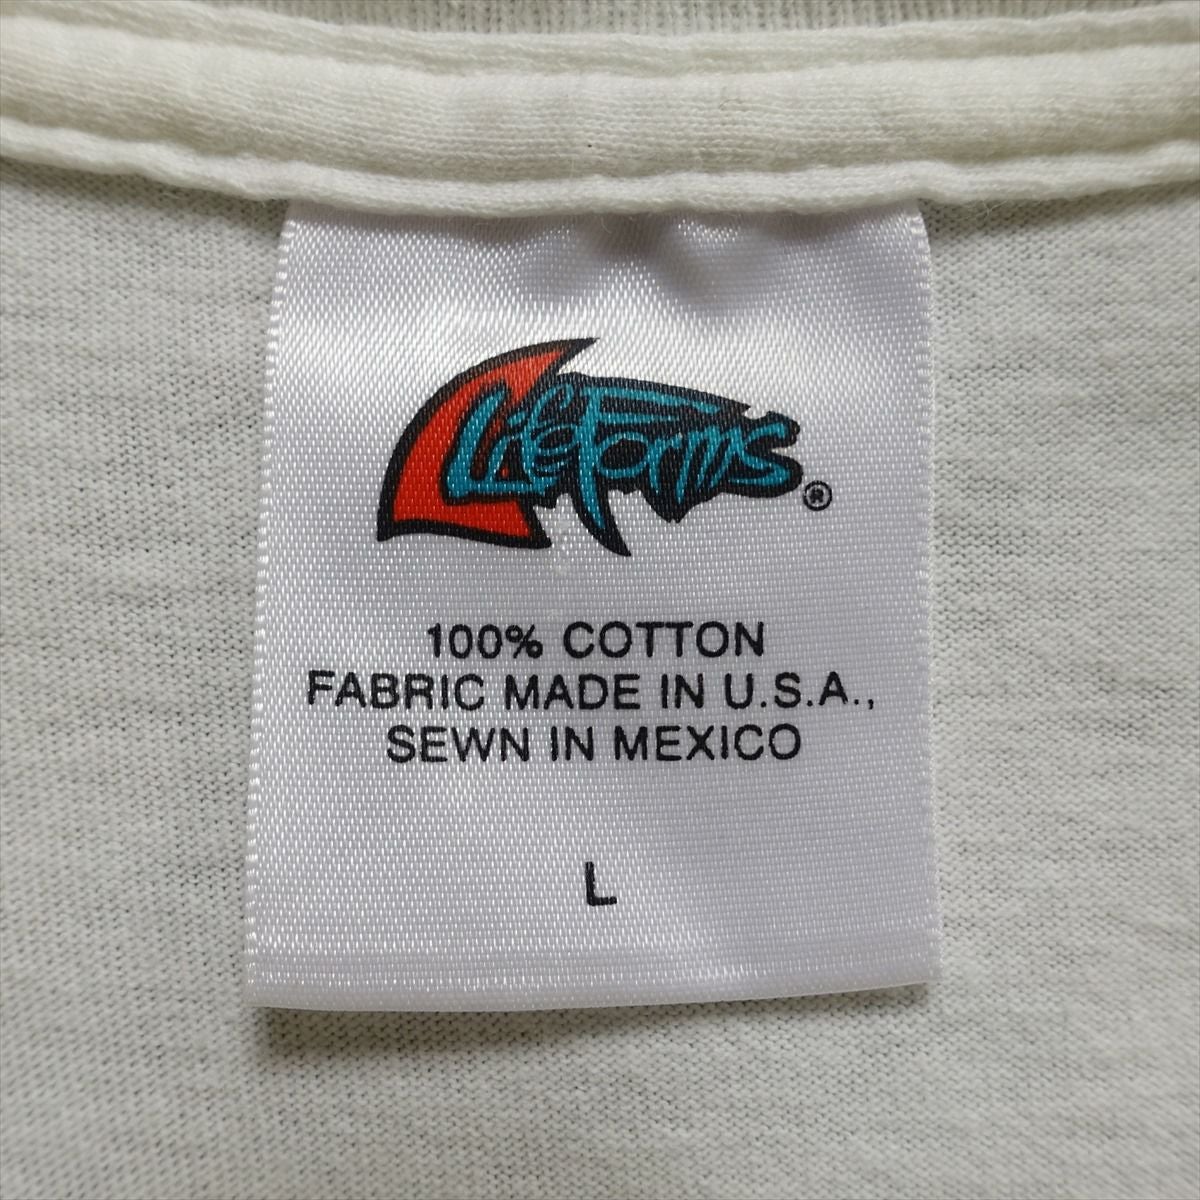 LifeForms®
100% COTTON
FABRIC MADE IN U.S.A.,
SEWN IN MEXICO
L